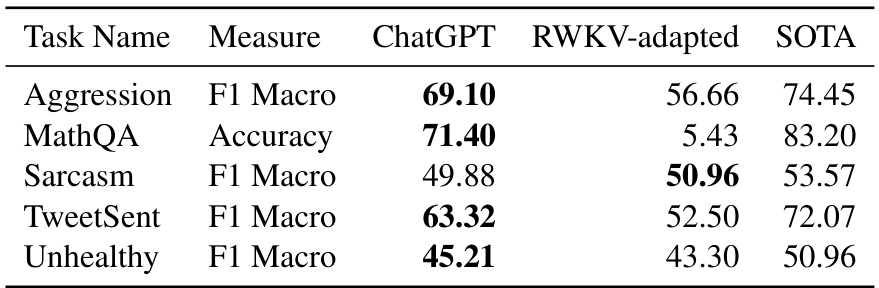 Task Name Measure ChatGPT RWKV-adapted SOTA
Aggression F1 Macro 69.10 56.66 74.45
MathQA Accuracy 71.40 5.43 83.20
Sarcasm F1 Macro 49.88 50.96 53.57
TweetSent F1 Macro 63.32 52.50 72.07
Unhealthy F1 Macro 45.21 43.30 50.96